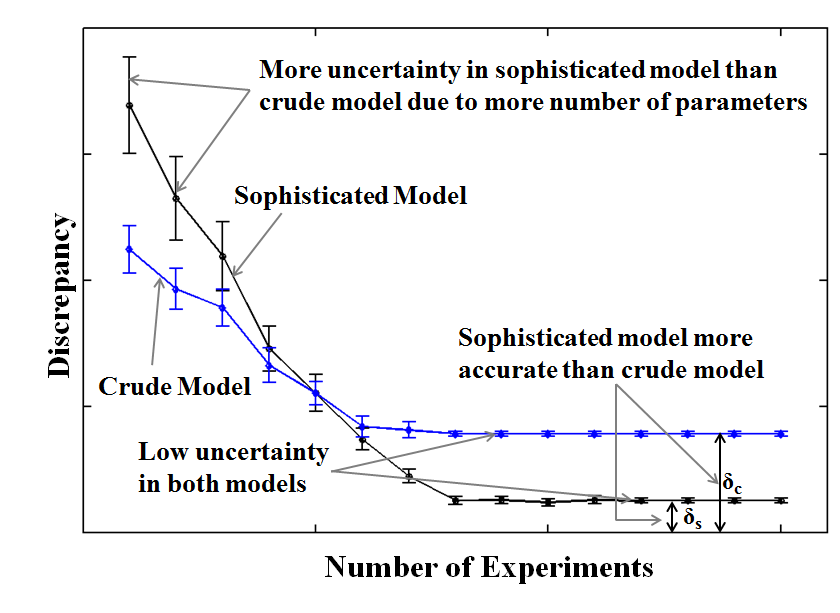 More uncertainty in sophisticated model than
crude model due to more number of parameters
Sophisticated Model
Discrepancy
Sophisticated model more
accurate than crude model
Crude Model
Low uncertainty
in both models
δc
δs
Number of Experiments